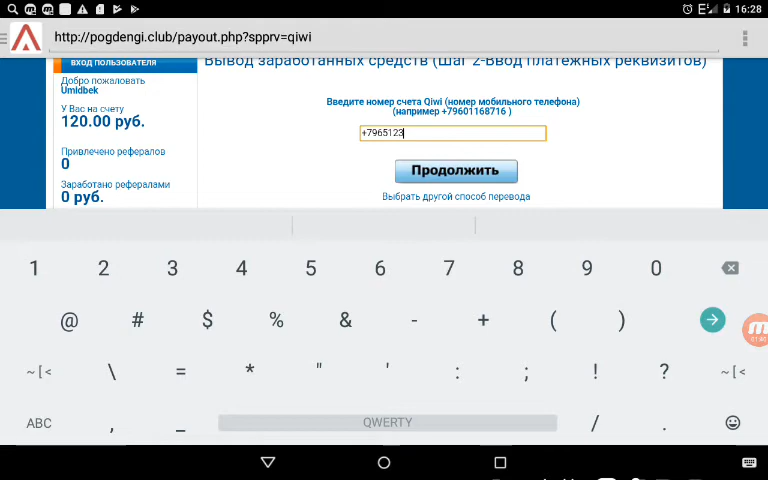 16:28
http://pogdengi.club/payout.php?spprv=qiwi
ВХОД ПОЛЬЗОВАТЕЛЯ
Вывод заработанных средств (Шаг 2-Ввод платежных реквизитов)
Добро пожаловать
Umidbek
У Вас на счету
120.00 руб.
Привлечено рефералов
0
Заработано рефералами
0 руб.
Введите номер счета Qiwi (номер мобильного телефона)
(например +79601168716 )
+7965123
Продолжить
Выбрать другой способ перевода
1 2 3 4 5 6 7 8 9 0
@ # $ % & - + ( )
01:40
~ [ < \ = * " ' : ; ! ? ~ [ <
ABC , _ QWERTY / .